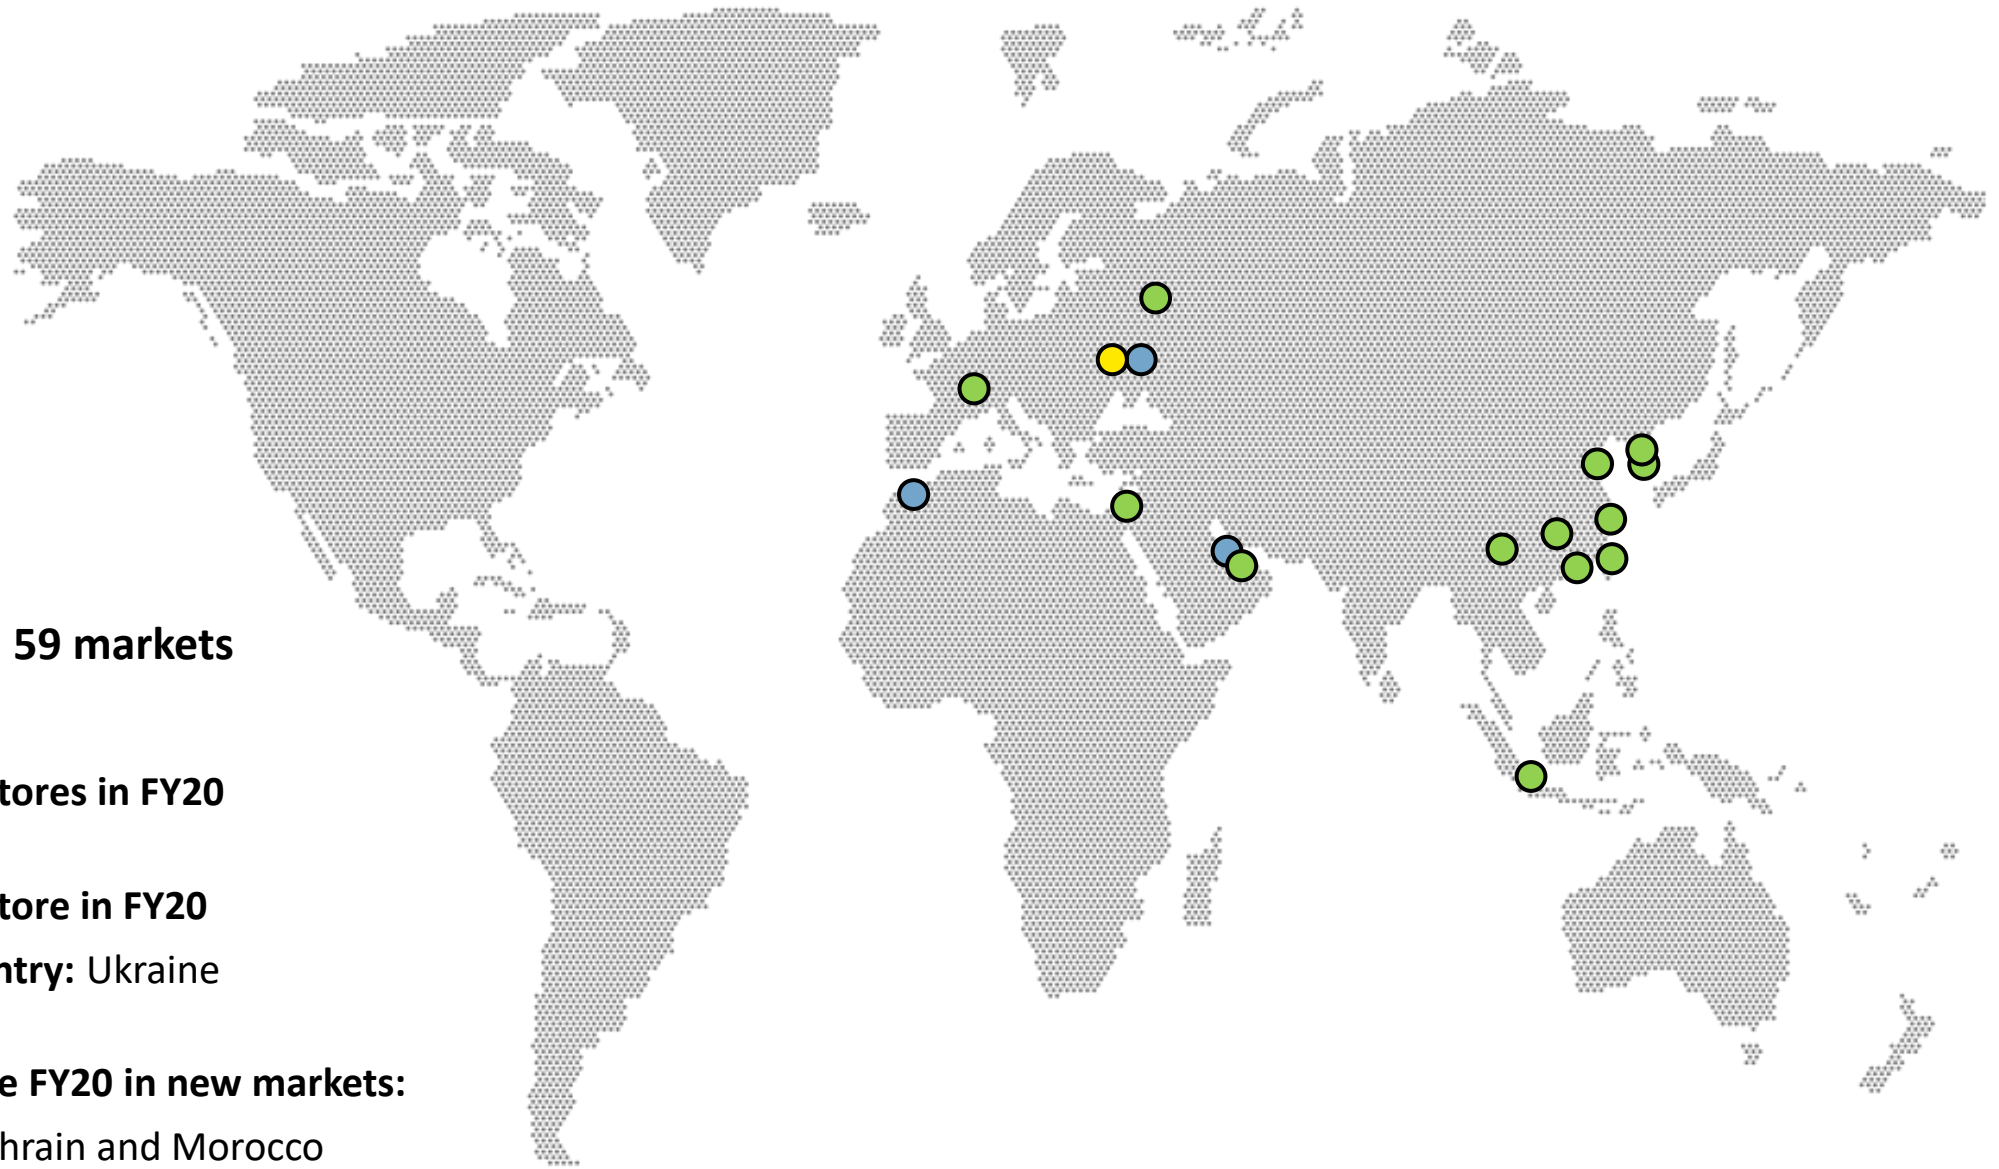 59 markets
tores in FY20
tore in FY20
ntry: Ukraine
e FY20 in new markets:
hrain and Morocco